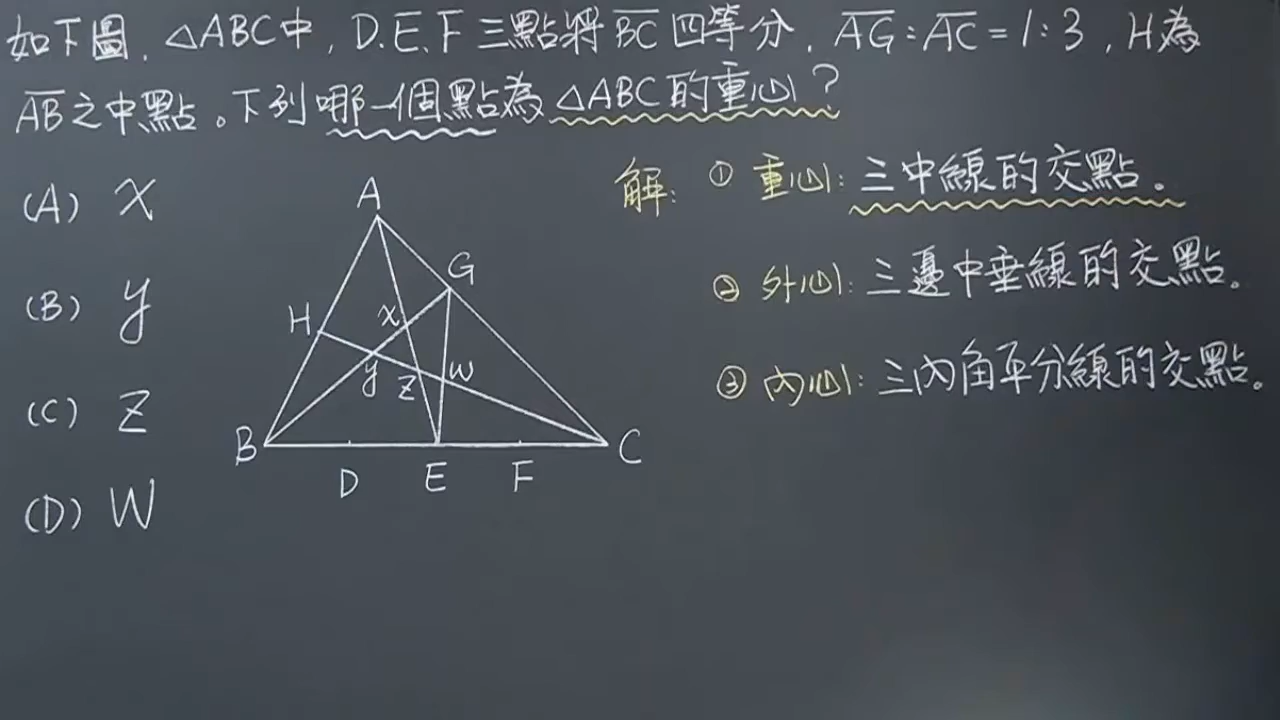 如下圖，△ABC中，D、E、F三點將BC四等分，AG:AC=1:3，H為
AB之中點。下列哪一個點為△ABC的重心？
(A) X
(B) y
(C) Z
(D) W
A
G
H
X
y
Z
W
B
C
D
E
F
解: ① 重心: 三中線的交點。
② 外心: 三邊中垂線的交點。
③ 內心: 三內角平分線的交點。